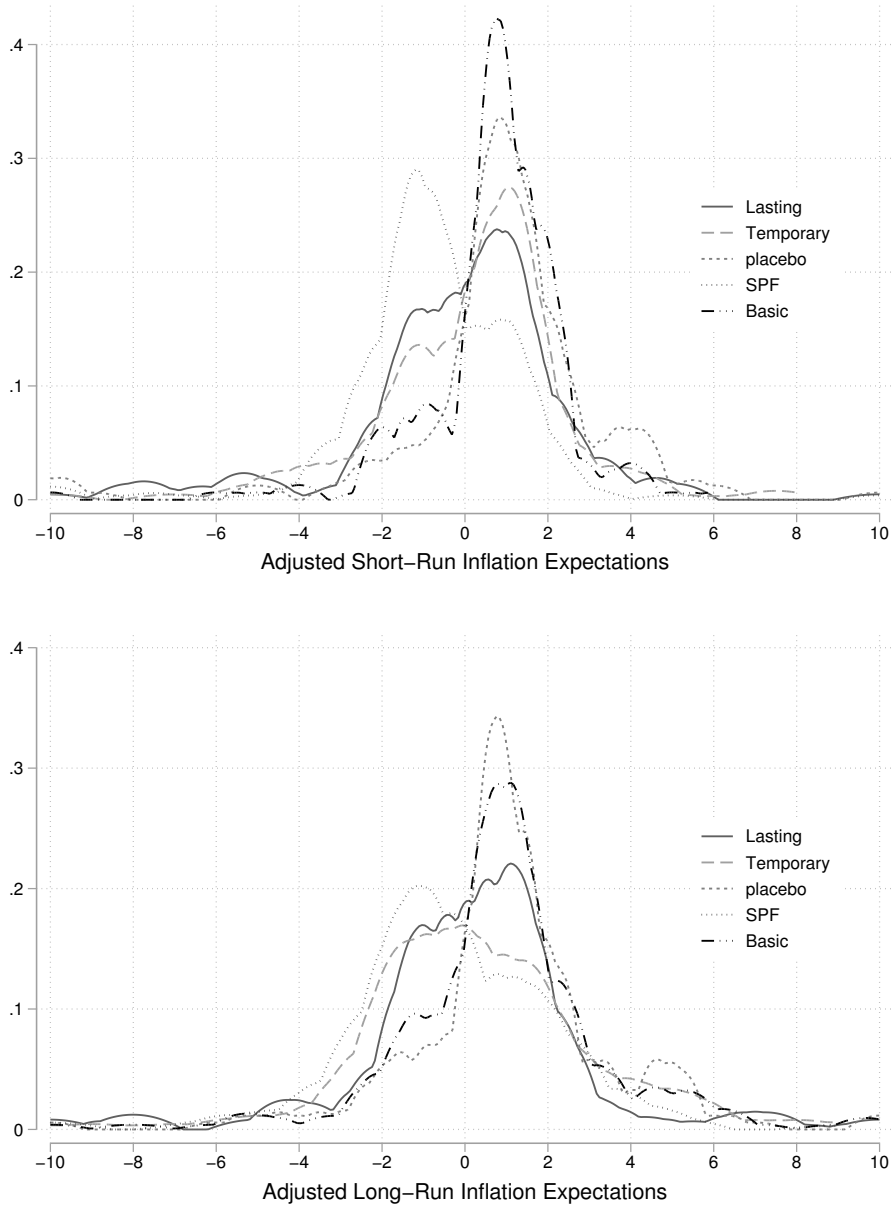 .4
.3
.2
.1
0
Lasting
Temporary
placebo
SPF
Basic
−10 −8 −6 −4 −2 0 2 4 6 8 10
Adjusted Short−Run Inflation Expectations
.4
.3
.2
.1
0
Lasting
Temporary
placebo
SPF
Basic
−10 −8 −6 −4 −2 0 2 4 6 8 10
Adjusted Long−Run Inflation Expectations